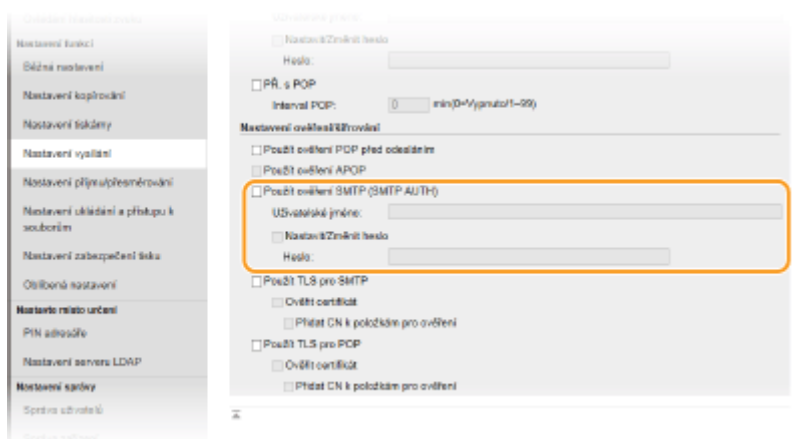 Nastavení funkcí
Běžná nastavení
Nastavení kopírování
Nastavení tiskárny
Nastavení vysílání
Nastavení příjmu/přesměrování
Nastavení ukládání a přístupu k
souborům
Nastavení zabezpečení tisku
Oblíbená nastavení
Nastavte místo určení
PIN adresáře
Nastavení serveru LDAP
Nastavení správy
Správa uživatelů
Nastavit/Změnit heslo
Heslo:
PŘ. s POP
Interval POP:
0
min(0=Vypnuto/1~99)
Nastavení ověření/šifrování
Použít ověření POP před odesláním
Použít ověření APOP
Použít ověření SMTP (SMTP AUTH)
Uživatelské jméno:
Nastavit/Změnit heslo
Heslo:
Použít TLS pro SMTP
Ověřit certifikát
Přidat CN k položkám pro ověření
Použít TLS pro POP
Ověřit certifikát
Přidat CN k položkám pro ověření